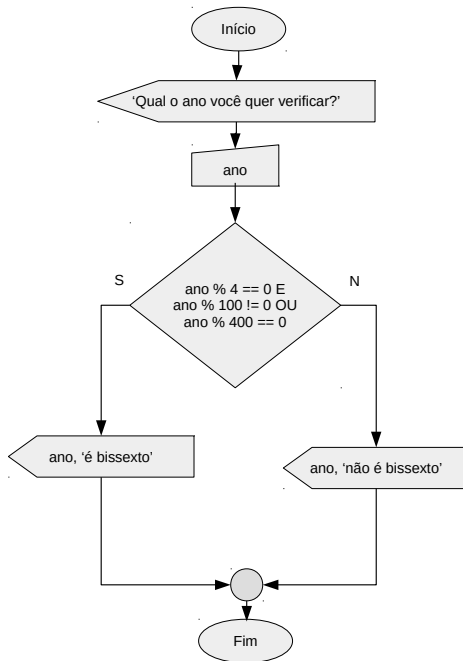 Início
‘Qual o ano você quer verificar?’
ano
S
N
ano % 4 == 0 E
ano % 100 != 0 OU
ano % 400 == 0
ano, ‘é bissexto’
ano, ‘não é bissexto’
Fim